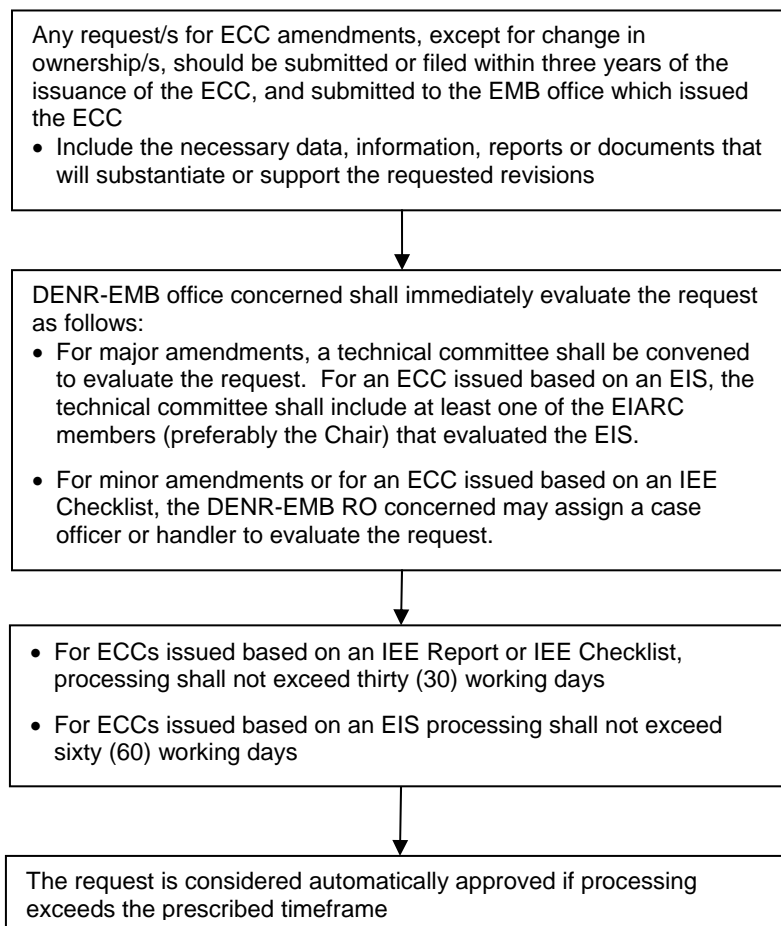 Any request/s for ECC amendments, except for change in
ownership/s, should be submitted or filed within three years of the
issuance of the ECC, and submitted to the EMB office which issued
the ECC
• Include the necessary data, information, reports or documents that
will substantiate or support the requested revisions
DENR-EMB office concerned shall immediately evaluate the request
as follows:
• For major amendments, a technical committee shall be convened
to evaluate the request.  For an ECC issued based on an EIS, the
technical committee shall include at least one of the EIARC
members (preferably the Chair) that evaluated the EIS.
• For minor amendments or for an ECC issued based on an IEE
Checklist, the DENR-EMB RO concerned may assign a case
officer or handler to evaluate the request.
• For ECCs issued based on an IEE Report or IEE Checklist,
processing shall not exceed thirty (30) working days
• For ECCs issued based on an EIS processing shall not exceed
sixty (60) working days
The request is considered automatically approved if processing
exceeds the prescribed timeframe